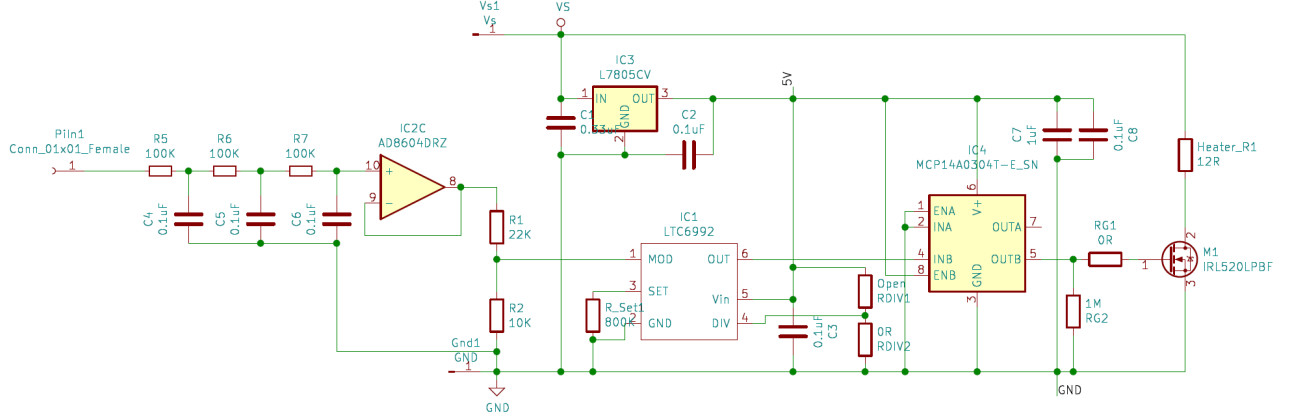 Vs1
Vs
1
VS
IC3
L7805CV
1
IN
OUT
3
GND
2
C1
0.33uF
C2
0.1uF
5V
C7
1uF
0.1uF
C8
IC4
MCP14A0304T-E_SN
Heater_R1
12R
PiIn1
Conn_01x01_Female
1
R5
100K
R6
100K
R7
100K
C4
0.1uF
C5
0.1uF
C6
0.1uF
IC2C
AD8604DRZ
10
+
9
-
8
R1
22K
R2
10K
IC1
LTC6992
1
MOD
OUT
6
3
SET
Vin
5
2
GND
DIV
4
R_Set1
800K
0.1uF
C3
Open
RDIV1
0R
RDIV2
6
V+
1
ENA
2
INA
OUTA
7
4
INB
OUTB
5
8
ENB
GND
3
RG1
0R
1M
RG2
1
2
M1
IRL520LPBF
3
Gnd1
GND
1
GND
GND